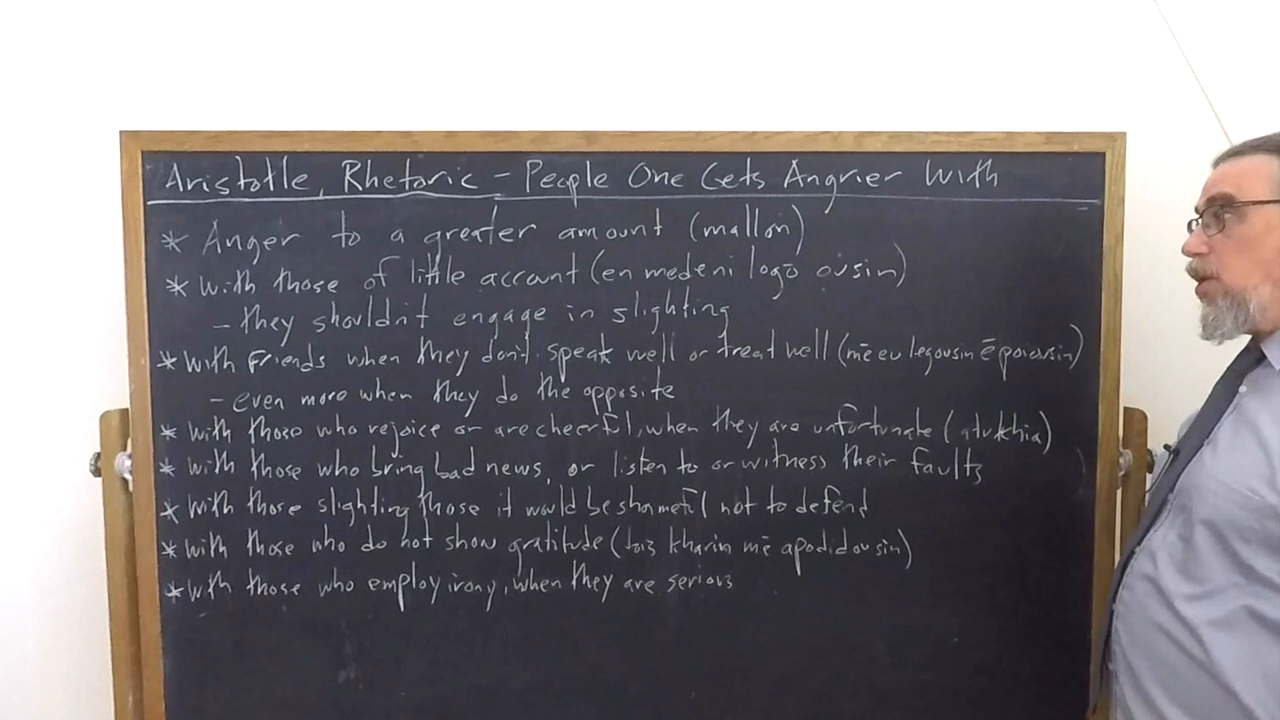 Aristotle, Rhetoric - People One Gets Angrier With
* Anger to a greater amount (mallon)
* with those of little account (en medeni logō ousin)
- they shouldn't engage in slighting
* with friends when they don't speak well or treat well (mē eu legousin ē poiousin)
- even more when they do the opposite
* with those who rejoice or are cheerful, when they are unfortunate (atukhia)
* with those who bring bad news, or listen to or witness their faults
* with those slighting those it would be shameful not to defend
* with those who do not show gratitude (tois kharin mē apodidousin)
* with those who employ irony, when they are serious